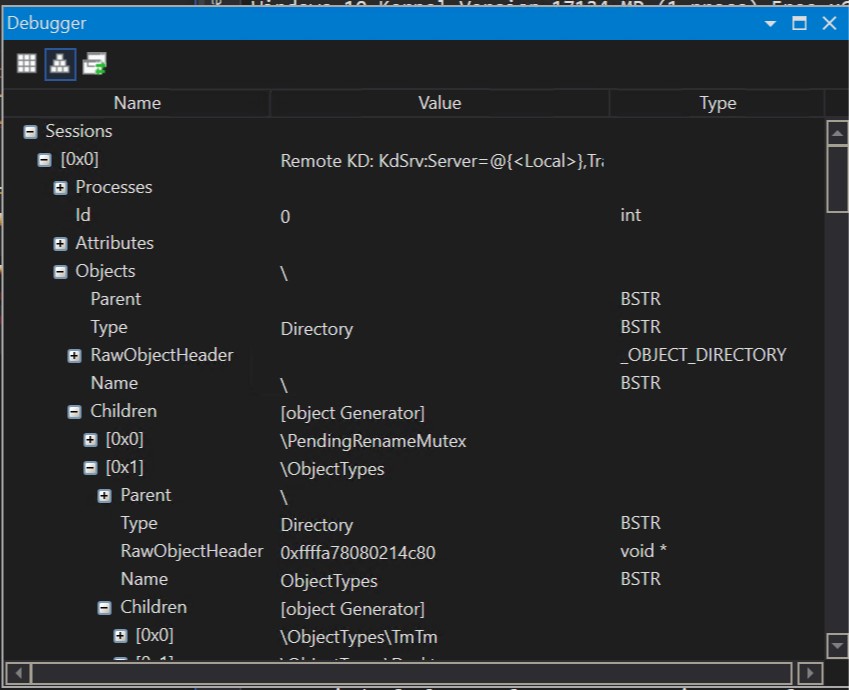 Windows 10 Kernel Version 17134 MP (1 procs) Free x6
Debugger
Name Value Type
Sessions
[0x0] Remote KD: KdSrv:Server=@{<Local>},Tra
Processes
Id 0 int
Attributes
Objects \
Parent BSTR
Type Directory BSTR
RawObjectHeader _OBJECT_DIRECTORY
Name \ BSTR
Children [object Generator]
[0x0] \PendingRenameMutex
[0x1] \ObjectTypes
Parent \
Type Directory BSTR
RawObjectHeader 0xffffa78080214c80 void *
Name ObjectTypes BSTR
Children [object Generator]
[0x0] \ObjectTypes\TmTm
[0x1]